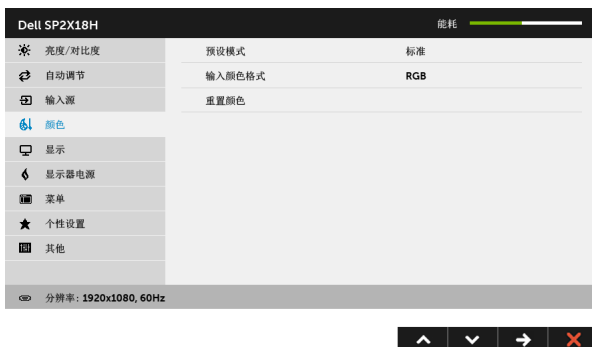 Dell SP2X18H 能耗
亮度/对比度 预设模式 标准
自动调节 输入颜色格式 RGB
输入源 重置颜色
颜色
显示
显示器电源
菜单
个性设置
其他
分辨率: 1920x1080, 60Hz